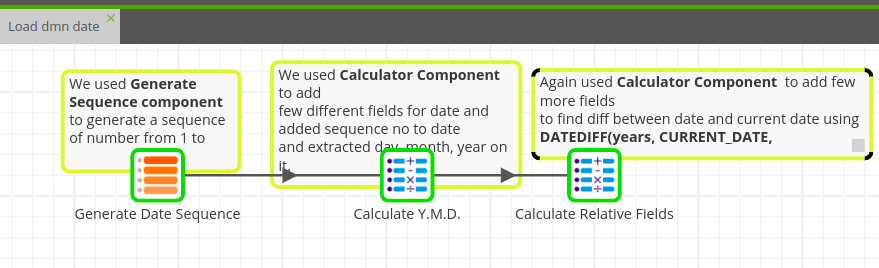 Load dmn date
We used Generate
Sequence component
to generate a sequence
of number from 1 to
We used Calculator Component
to add
few different fields for date and
added sequence no to date
and extracted day, month, year on
it.
Again used Calculator Component to add few
more fields
to find diff between date and current date using
DATEDIFF(years, CURRENT_DATE,
Generate Date Sequence
Calculate Y.M.D.
Calculate Relative Fields